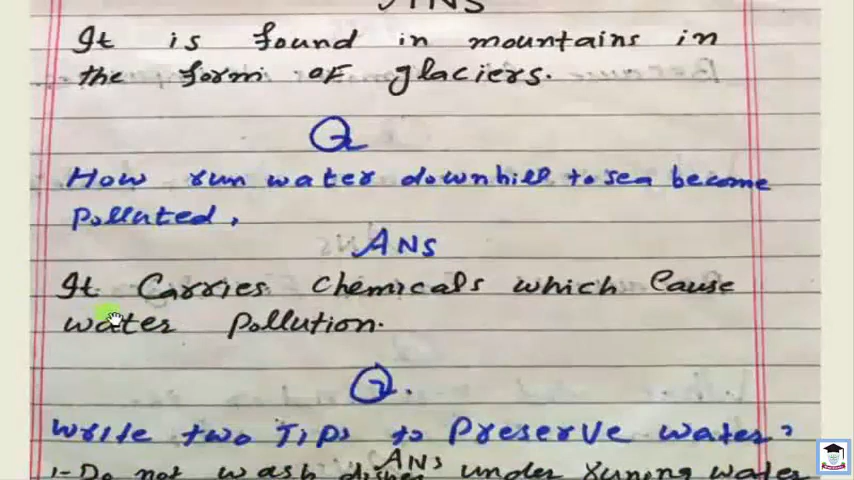 ANS
It is found in mountains in
the form OF glaciers.
Q
How run water downhill to sea become
polluted,
ANS
It Carries Chemicals which Cause
water pollution.
Q.
Write two Tips to Preserve water?
ANS
1- Do not wash dishes under runing water